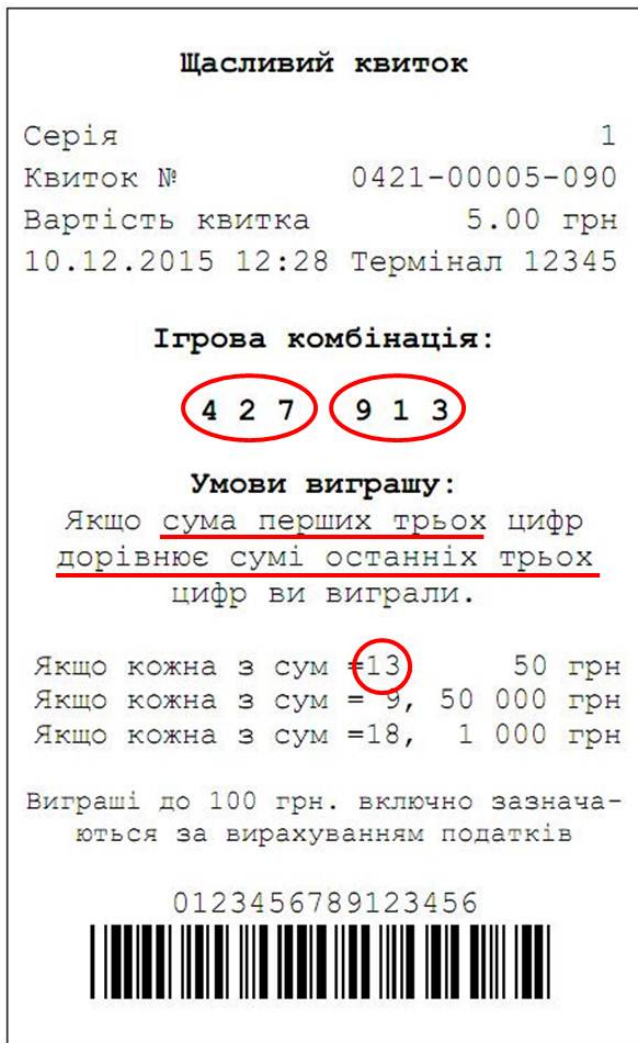 Щасливий квиток
Серія 1
Квиток № 0421-00005-090
Вартість квитка 5.00 грн
10.12.2015 12:28 Термінал 12345
Ігрова комбінація:
4 2 7 9 1 3
Умови виграшу:
Якщо сума перших трьох цифр
дорівнює сумі останніх трьох
цифр ви виграли.
Якщо кожна з сум =13 50 грн
Якщо кожна з сум = 9, 50 000 грн
Якщо кожна з сум =18, 1 000 грн
Виграші до 100 грн. включно зазнача-
ються за вирахуванням податків
0123456789123456